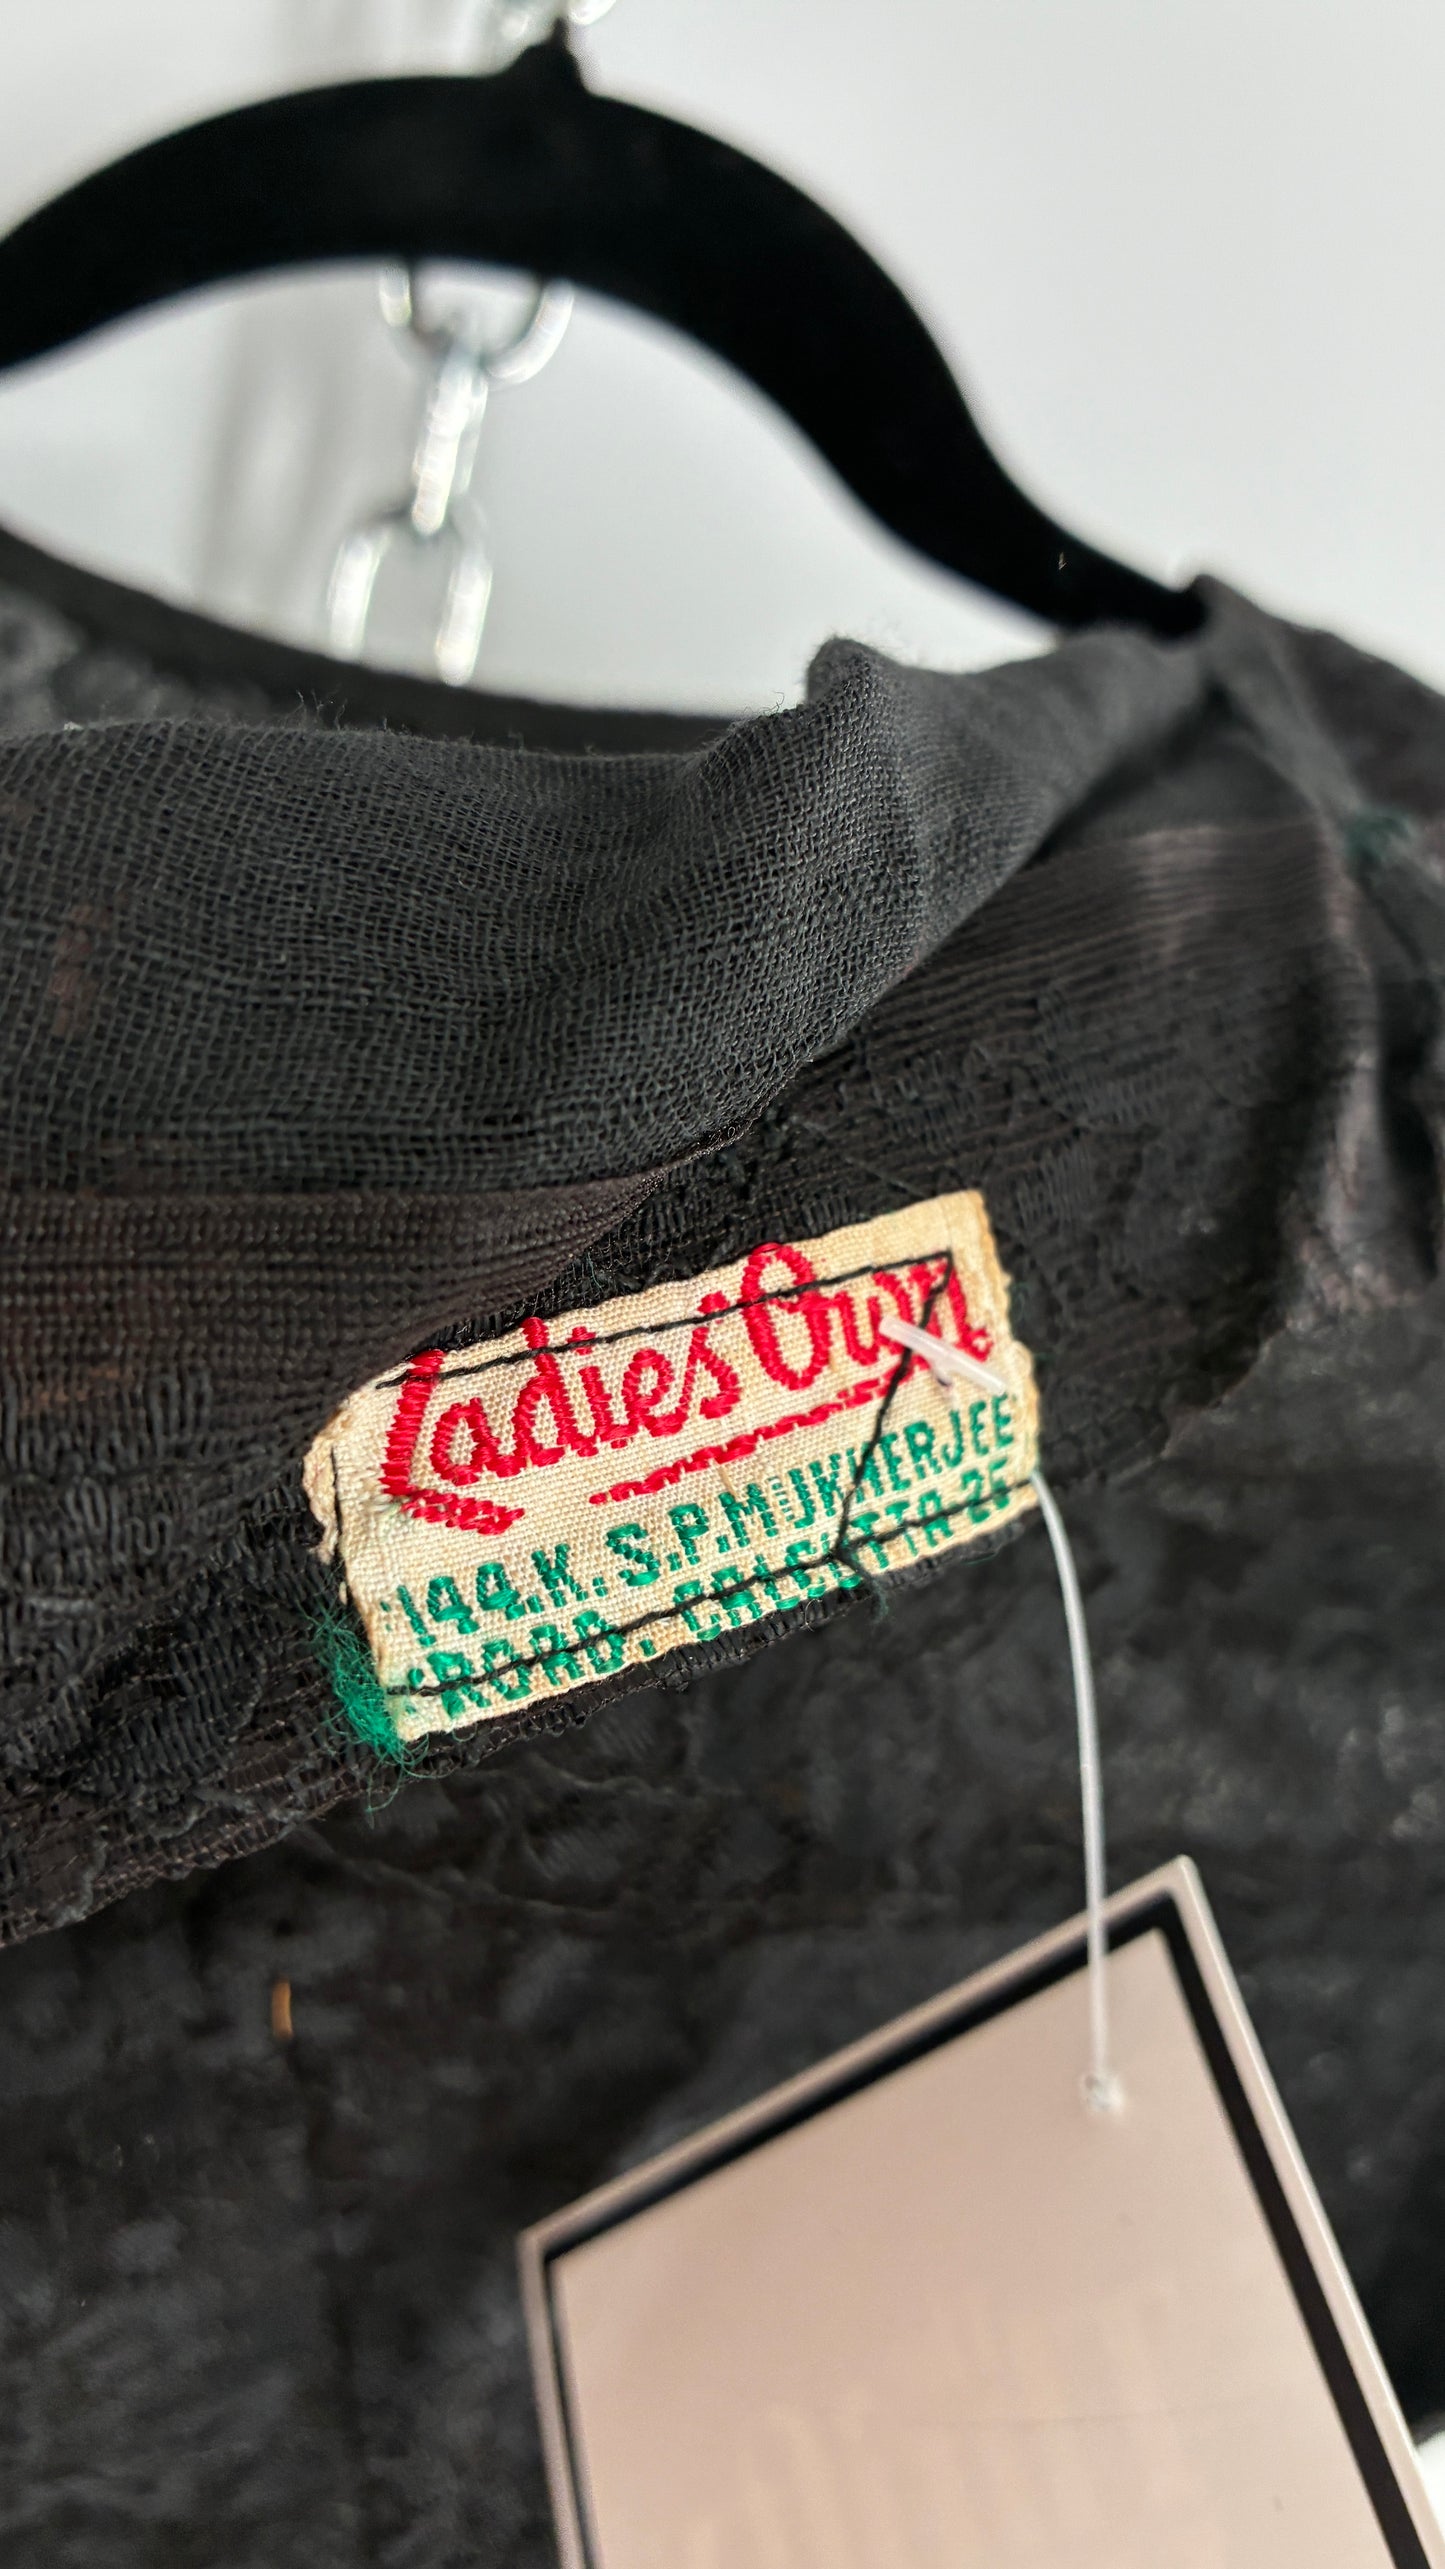 Ladies' Own
144.K. S.P. MUKHERJEE
ROAD. CALCUTTA 25